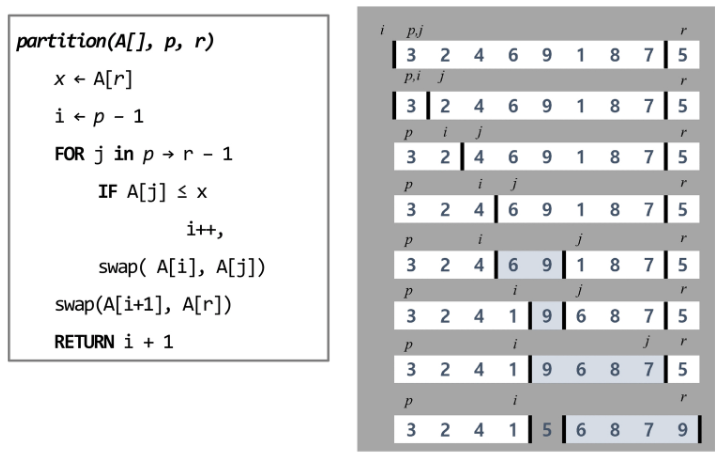 partition(A[], p, r)
x ← A[r]
i ← p − 1
FOR j in p → r − 1
IF A[j] ≤ x
i++,
swap( A[i], A[j])
swap(A[i+1], A[r])
RETURN i + 1
i p,j r
3 2 4 6 9 1 8 7 5
p,i j r
3 2 4 6 9 1 8 7 5
p i j r
3 2 4 6 9 1 8 7 5
p i j r
3 2 4 6 9 1 8 7 5
p i j r
3 2 4 6 9 1 8 7 5
p i j r
3 2 4 1 9 6 8 7 5
p i j r
3 2 4 1 9 6 8 7 5
p i r
3 2 4 1 5 6 8 7 9